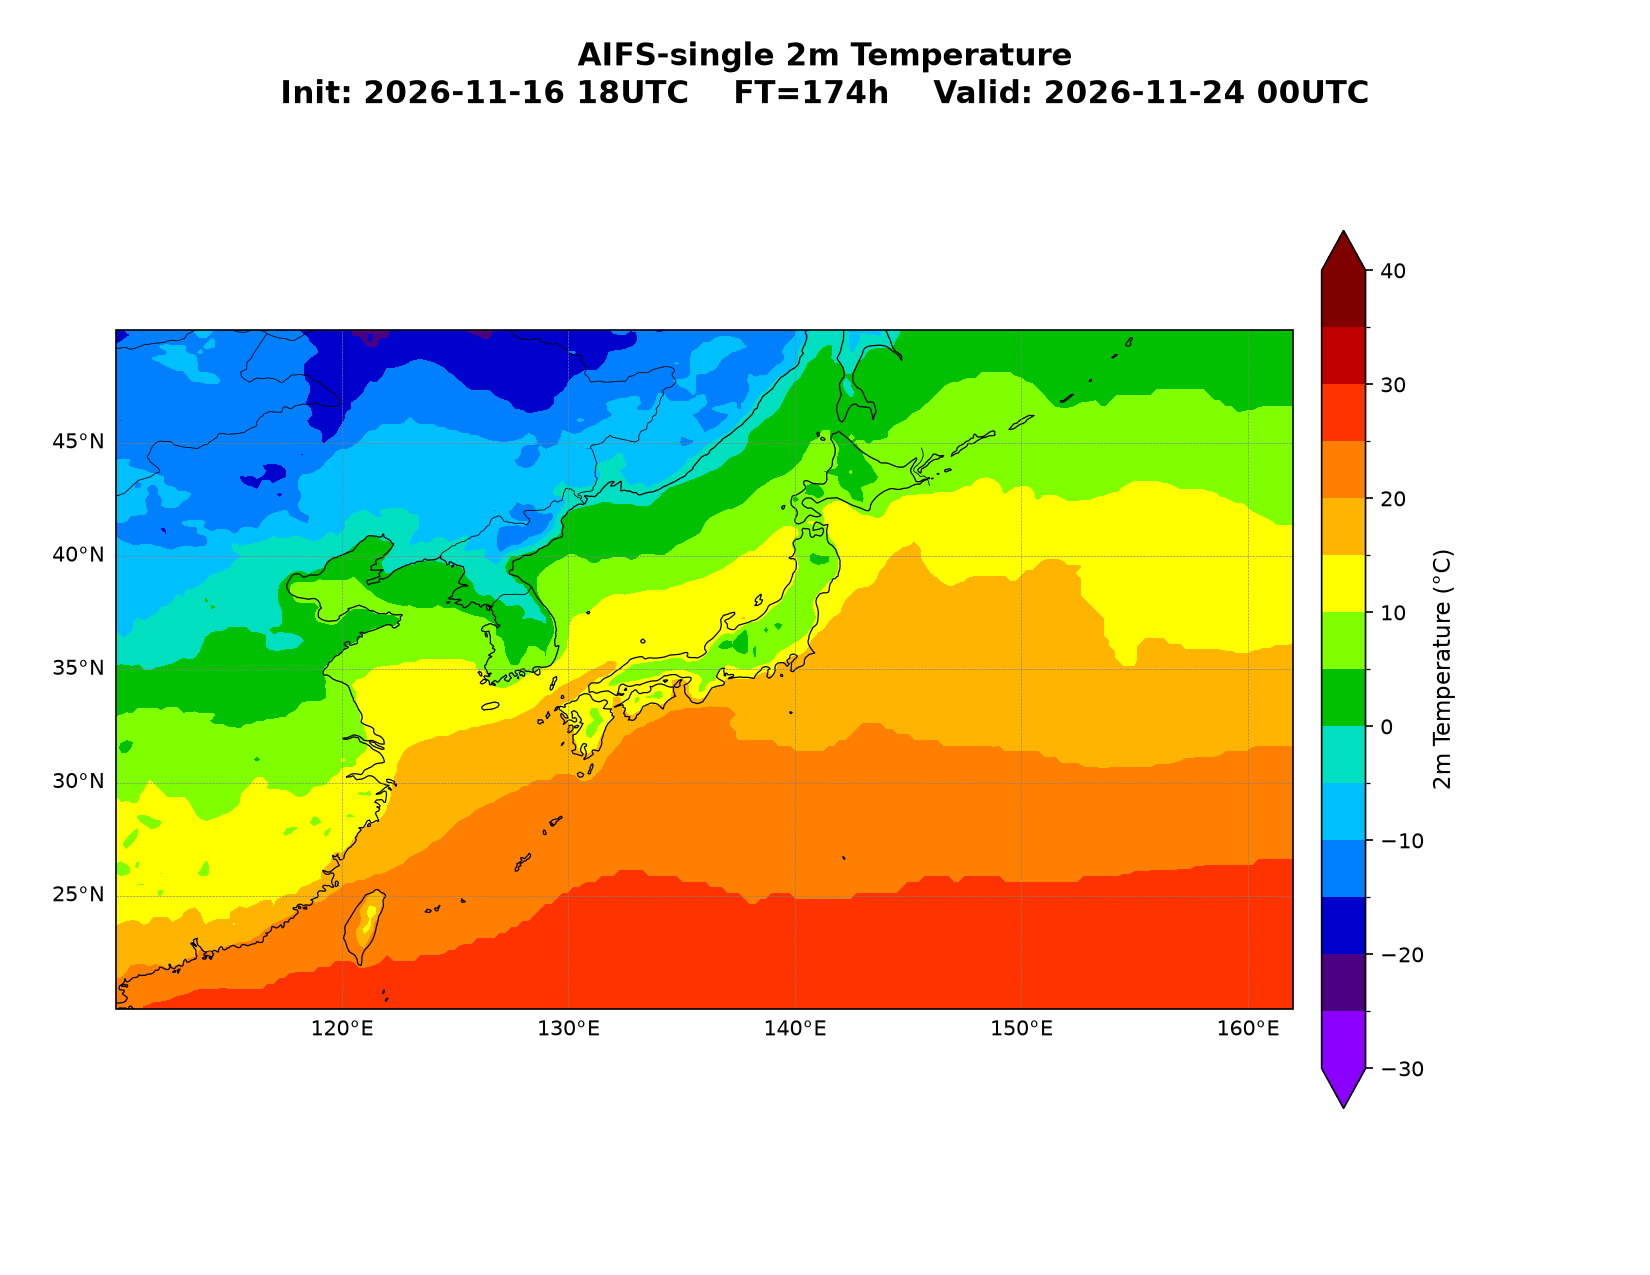 AIFS-single 2m Temperature
Init: 2026-11-16 18UTC    FT=174h    Valid: 2026-11-24 00UTC
45°N
40°N
35°N
30°N
25°N
120°E
130°E
140°E
150°E
160°E
40
30
20
10
0
−10
−20
−30
2m Temperature (°C)